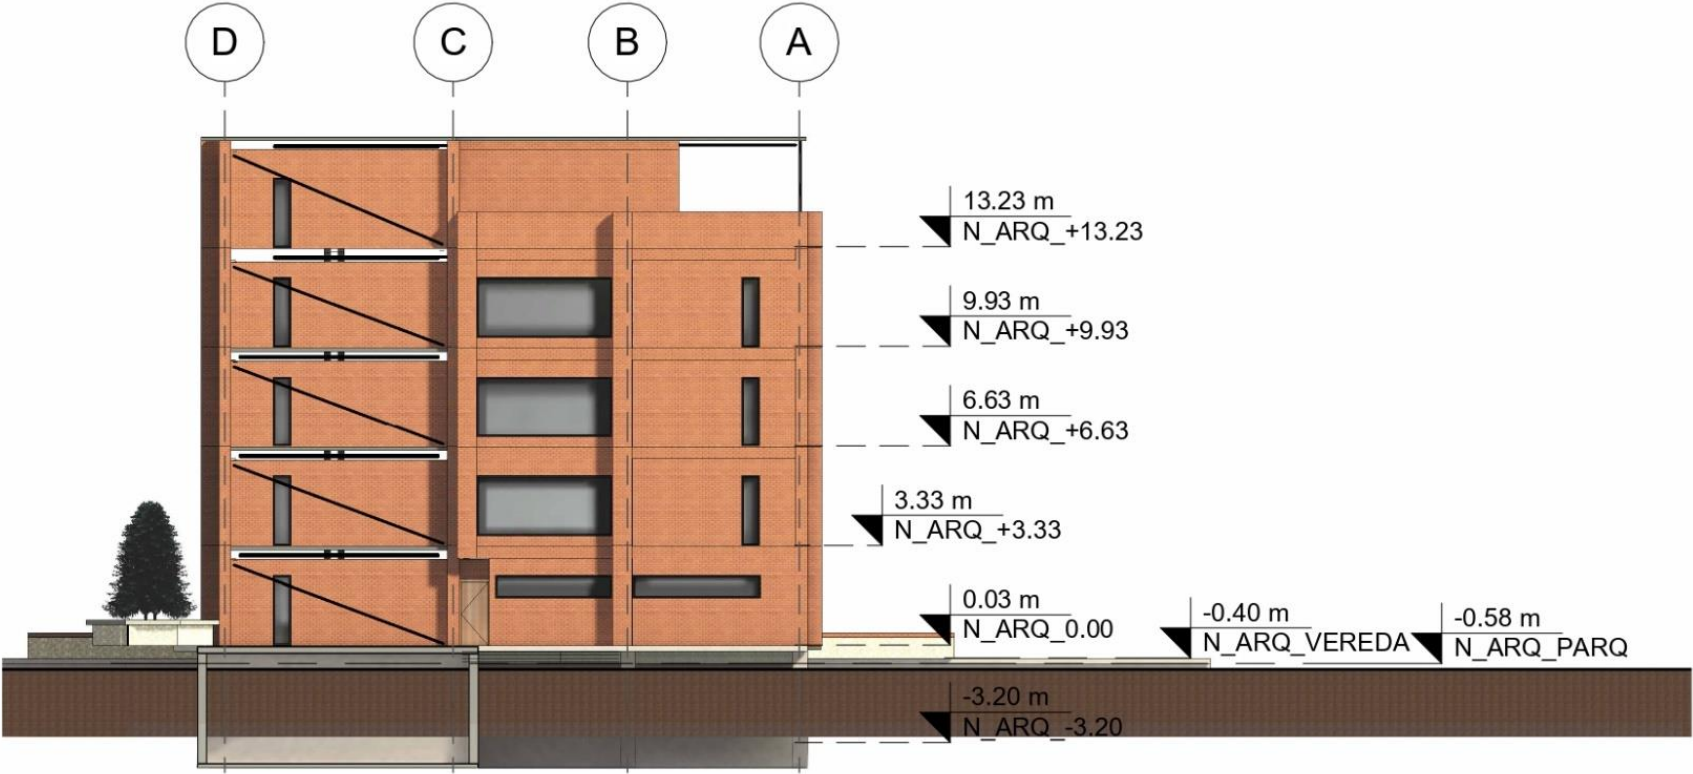 D C B A
13.23 m
N_ARQ_+13.23
9.93 m
N_ARQ_+9.93
6.63 m
N_ARQ_+6.63
3.33 m
N_ARQ_+3.33
0.03 m
N_ARQ_0.00
-0.40 m
N_ARQ_VEREDA
-0.58 m
N_ARQ_PARQ
-3.20 m
N_ARQ_-3.20